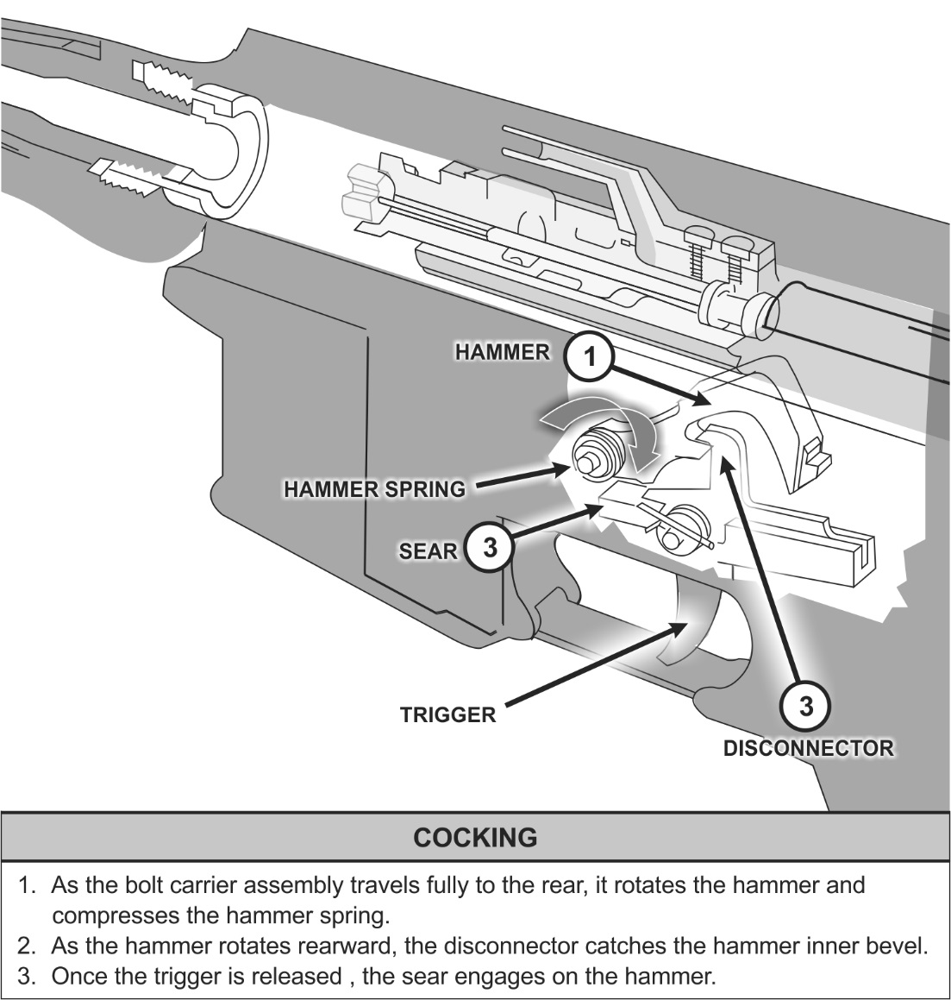 HAMMER 1
HAMMER SPRING
SEAR 3
TRIGGER
3
DISCONNECTOR
COCKING
1. As the bolt carrier assembly travels fully to the rear, it rotates the hammer and
compresses the hammer spring.
2. As the hammer rotates rearward, the disconnector catches the hammer inner bevel.
3. Once the trigger is released , the sear engages on the hammer.